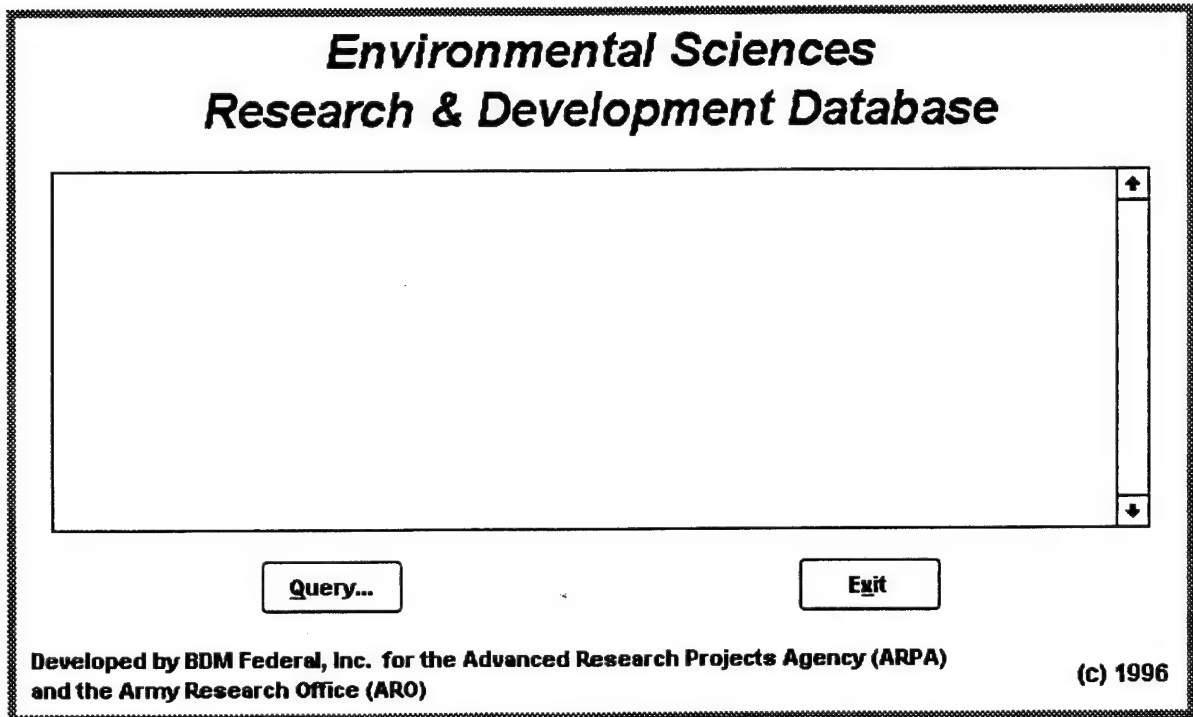 Environmental Sciences
Research & Development Database
Query...
Exit
Developed by BDM Federal, Inc. for the Advanced Research Projects Agency (ARPA)
and the Army Research Office (ARO)
(c) 1996